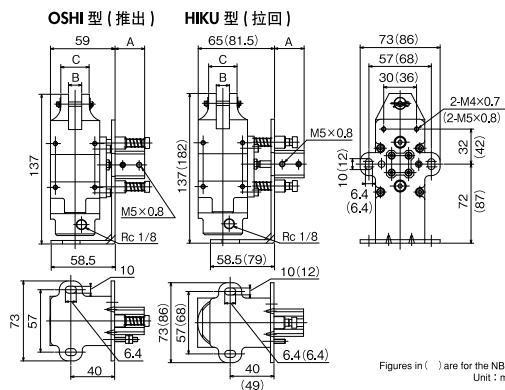 OSHI 型 (推出)
HIKU 型 (拉回)
59
A
C
B
137
M5×0.8
Rc 1/8
58.5
65(81.5)
A
C
B
137(182)
M5×0.8
Rc 1/8
58.5(79)
73(86)
57(68)
30(36)
2-M4×0.7
(2-M5×0.8)
32
(42)
10(12)
6.4
(6.4)
72
(87)
10
73
57
6.4
40
10(12)
73(86)
57(68)
6.4(6.4)
40
(49)
Figures in ( ) are for the NB
Unit : m